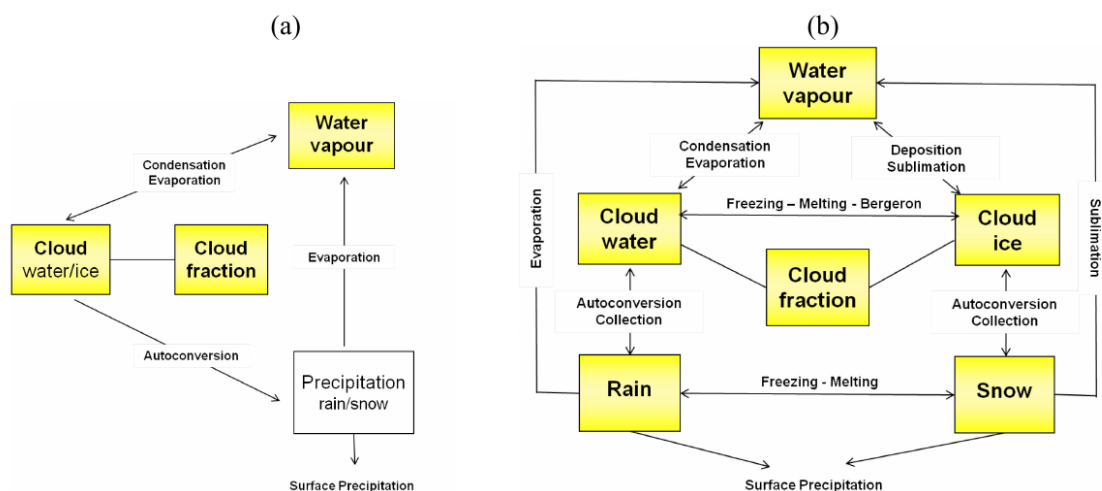 (a)
Water
vapour
Condensation
Evaporation
Cloud
water/ice
Cloud
fraction
Evaporation
Autoconversion
Precipitation
rain/snow
Surface Precipitation
(b)
Water
vapour
Condensation
Evaporation
Deposition
Sublimation
Evaporation
Cloud
water
Freezing – Melting - Bergeron
Cloud
ice
Sublimation
Cloud
fraction
Autoconversion
Collection
Autoconversion
Collection
Rain
Freezing - Melting
Snow
Surface Precipitation